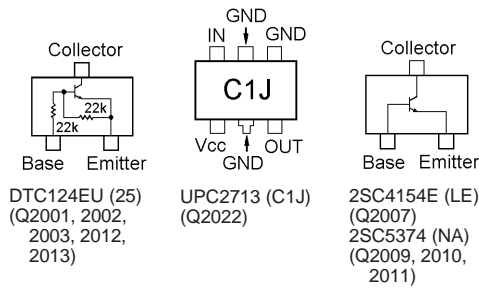 Collector
22k
22k
Base Emitter
DTC124EU (25)
(Q2001, 2002,
2003, 2012,
2013)
GND
IN GND
C1J
Vcc OUT
GND
UPC2713 (C1J)
(Q2022)
Collector
Base Emitter
2SC4154E (LE)
(Q2007)
2SC5374 (NA)
(Q2009, 2010,
2011)